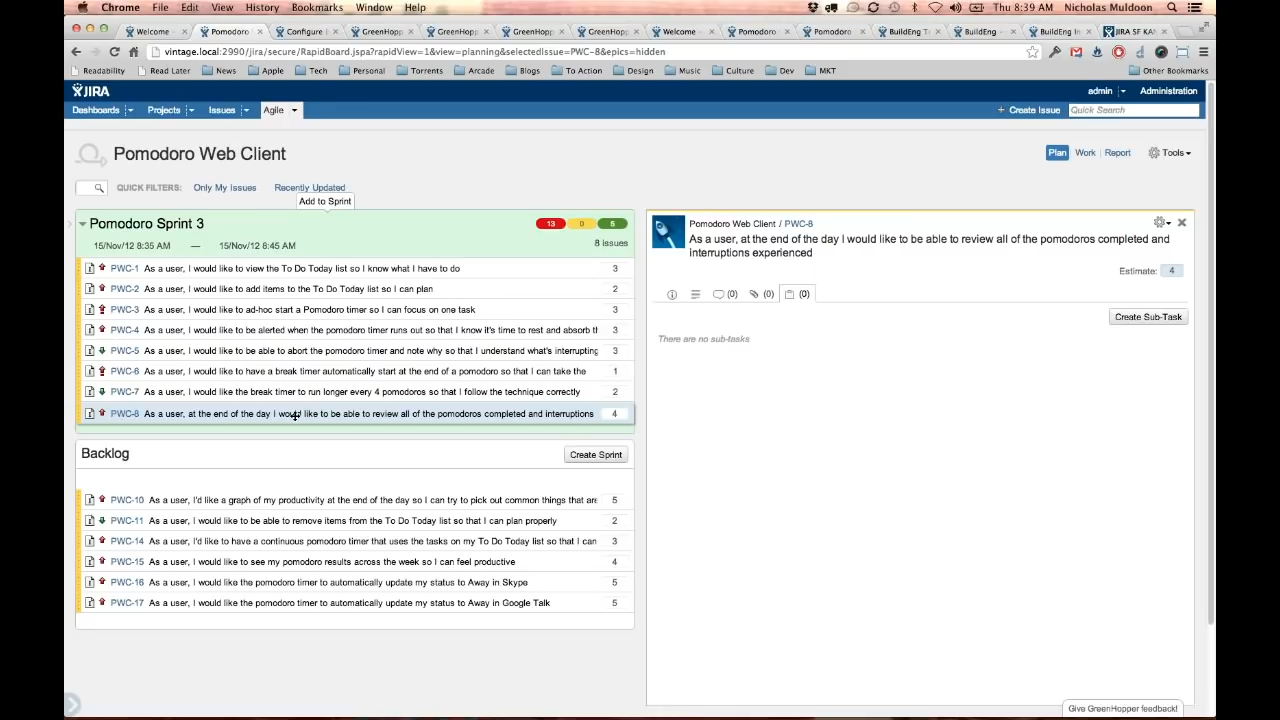 Chrome File Edit View History Bookmarks Window Help Thu 8:39 AM Nicholas Muldoon
Welcome Pomodoro Configure GreenHopp GreenHopp GreenHop GreenHopp Welcome Pomodoro Pomodoro BuildEng T BuildEng BuildEng In JIRA SF KAN
vintage.local:2990/jira/secure/RapidBoard.jspa?rapidView=1&view=planning&selectedIssue=PWC-8&epics=hidden
Readability Read Later News Apple Tech Personal Torrents Arcade Blogs To Action Design Music Culture Dev MKT Other Bookmarks
JIRA admin Administration
Dashboards Projects Issues Agile + Create Issue Quick Search
Pomodoro Web Client Plan Work Report Tools
QUICK FILTERS: Only My Issues Recently Updated
Add to Sprint
Pomodoro Sprint 3 13 0 5
15/Nov/12 8:35 AM — 15/Nov/12 8:45 AM 8 issues
PWC-1 As a user, I would like to view the To Do Today list so I know what I have to do 3
PWC-2 As a user, I would like to add items to the To Do Today list so I can plan 2
PWC-3 As a user, I would like to ad-hoc start a Pomodoro timer so I can focus on one task 3
PWC-4 As a user, I would like to be alerted when the pomodoro timer runs out so that I know it's time to rest and absorb th 3
PWC-5 As a user, I would like to be able to abort the pomodoro timer and note why so that I understand what's interrupting 3
PWC-6 As a user, I would like to have a break timer automatically start at the end of a pomodoro so that I can take the 1
PWC-7 As a user, I would like the break timer to run longer every 4 pomodoros so that I follow the technique correctly 2
PWC-8 As a user, at the end of the day I would like to be able to review all of the pomodoros completed and interruptions 4
Backlog Create Sprint
PWC-10 As a user, I'd like a graph of my productivity at the end of the day so I can try to pick out common things that are 5
PWC-11 As a user, I would like to be able to remove items from the To Do Today list so that I can plan properly 2
PWC-14 As a user, I'd like to have a continuous pomodoro timer that uses the tasks on my To Do Today list so that I can 3
PWC-15 As a user, I would like to see my pomodoro results across the week so I can feel productive 4
PWC-16 As a user, I would like the pomodoro timer to automatically update my status to Away in Skype 5
PWC-17 As a user, I would like the pomodoro timer to automatically update my status to Away in Google Talk 5
Pomodoro Web Client / PWC-8
As a user, at the end of the day I would like to be able to review all of the pomodoros completed and
interruptions experienced
Estimate: 4
(0) (0) (0)
Create Sub-Task
There are no sub-tasks
Give GreenHopper feedback!